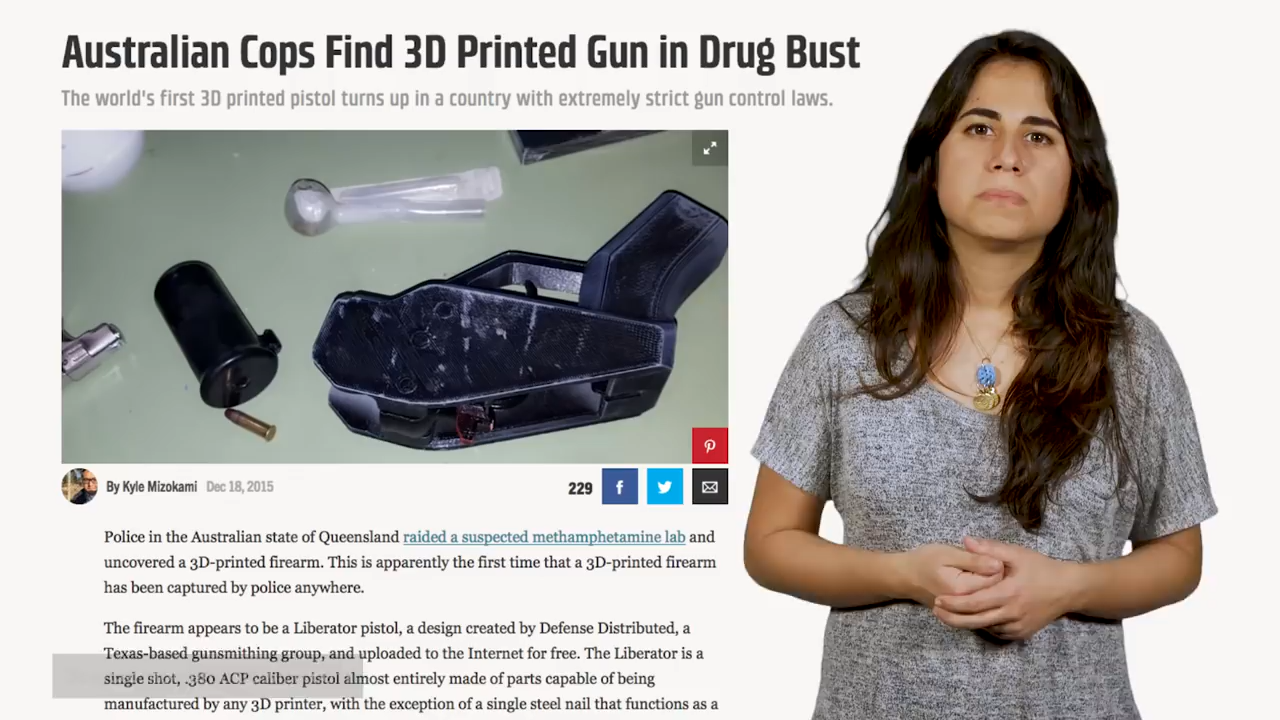 Australian Cops Find 3D Printed Gun in Drug Bust
The world's first 3D printed pistol turns up in a country with extremely strict gun control laws.
By Kyle Mizokami Dec 18, 2015
229
Police in the Australian state of Queensland raided a suspected methamphetamine lab and
uncovered a 3D-printed firearm. This is apparently the first time that a 3D-printed firearm
has been captured by police anywhere.
The firearm appears to be a Liberator pistol, a design created by Defense Distributed, a
Texas-based gunsmithing group, and uploaded to the Internet for free. The Liberator is a
single shot, .380 ACP caliber pistol almost entirely made of parts capable of being
manufactured by any 3D printer, with the exception of a single steel nail that functions as a